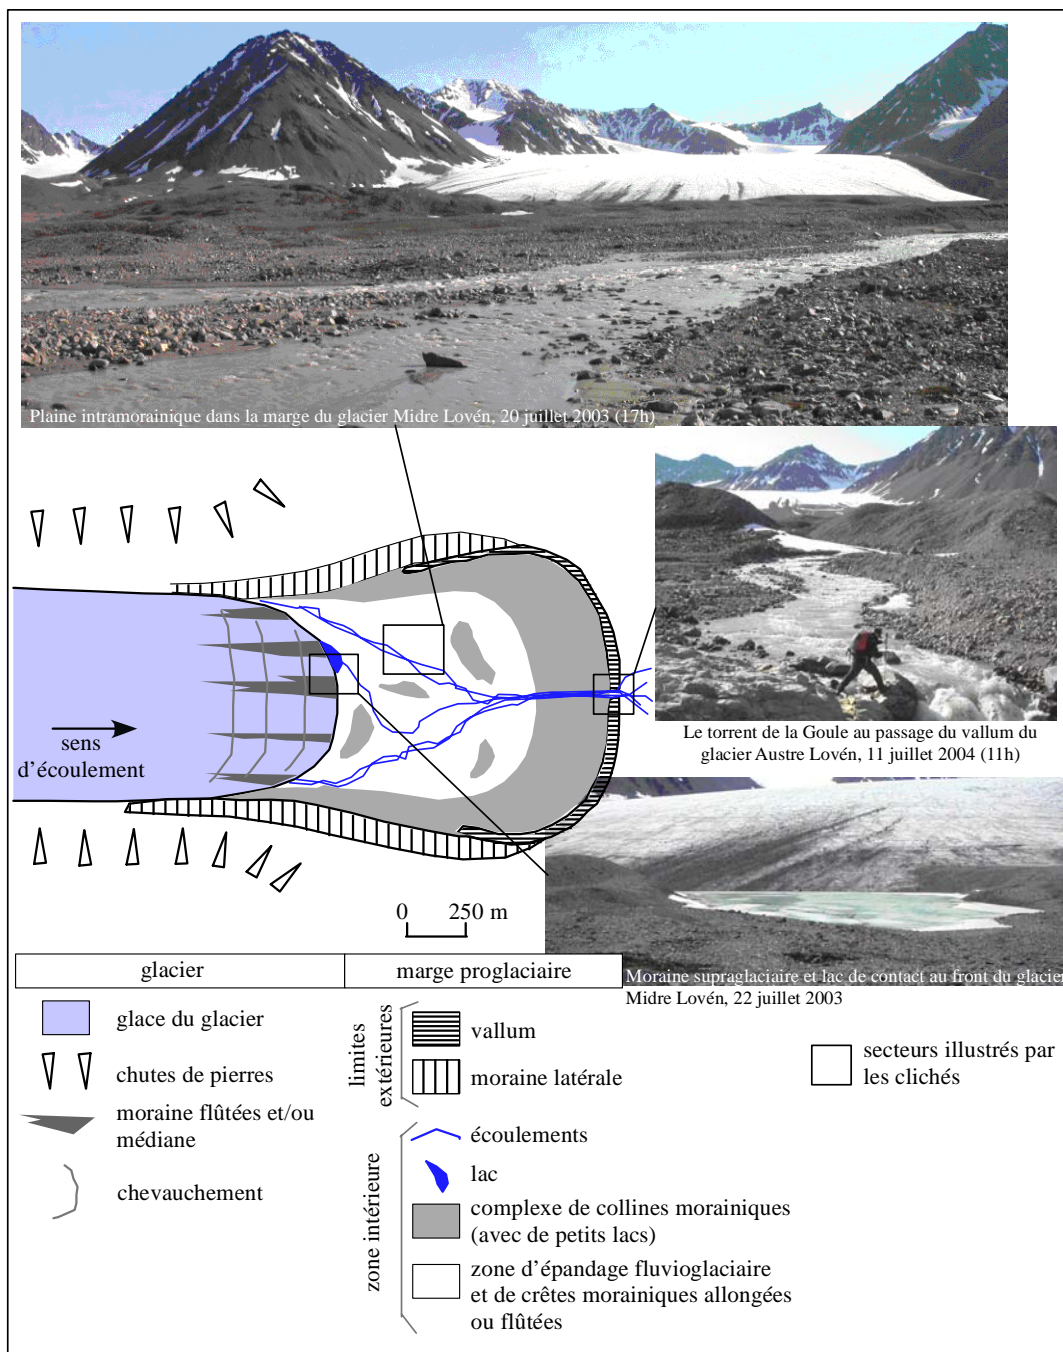 Plaine intramorainique dans la marge du glacier Midre Lovén, 20 juillet 2003 (17h)
Le torrent de la Goule au passage du vallum du
glacier Austre Lovén, 11 juillet 2004 (11h)
sens
d'écoulement
0 250 m
Moraine supraglaciaire et lac de contact au front du glacier
Midre Lovén, 22 juillet 2003
glacier
marge proglaciaire
glace du glacier
chutes de pierres
moraine flûtées et/ou
médiane
chevauchement
limites
extérieures
vallum
moraine latérale
zone intérieure
écoulements
lac
complexe de collines morainiques
(avec de petits lacs)
zone d'épandage fluvioglaciaire
et de crêtes morainiques allongées
ou flûtées
secteurs illustrés par
les clichés